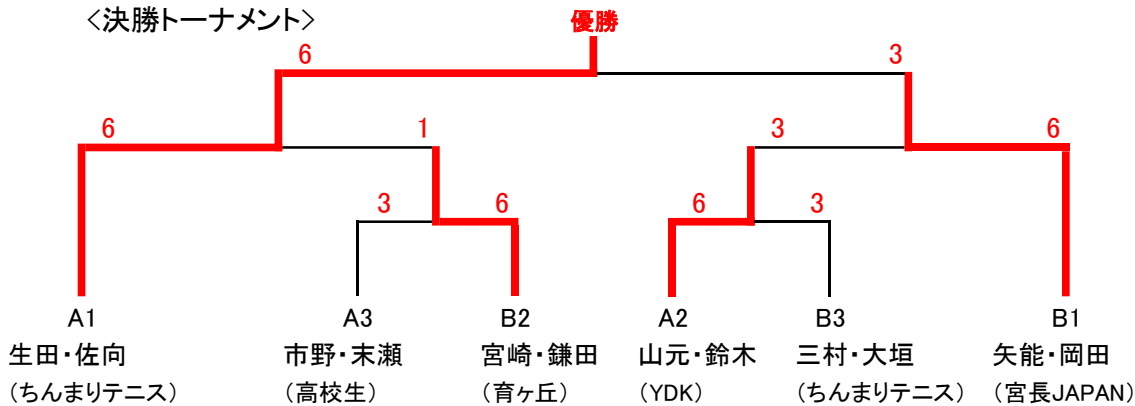 ＜決勝トーナメント＞
優勝
6 3
6 1 3 6
3 6 6 3
A1 A3 B2 A2 B3 B1
生田・佐向 市野・末瀬 宮崎・鎌田 山元・鈴木 三村・大垣 矢能・岡田
(ちんまりテニス) (高校生) (育ヶ丘) (YDK) (ちんまりテニス) (宮長JAPAN)